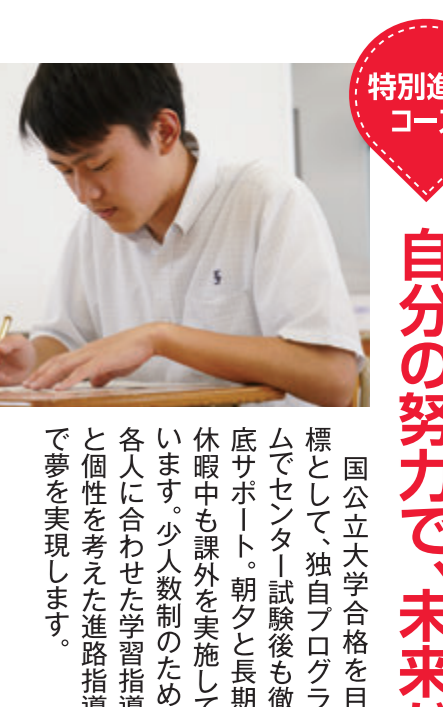 特別進
コー
自分の努力で、未来
国公立大学合格を目
標として、独自プログラ
ムでセンター試験後も徹
底サポート。朝夕と長期
休暇中も課外を実施して
います。少人数制のため
各人に合わせた学習指導
と個性を考えた進路指導
で夢を実現します。